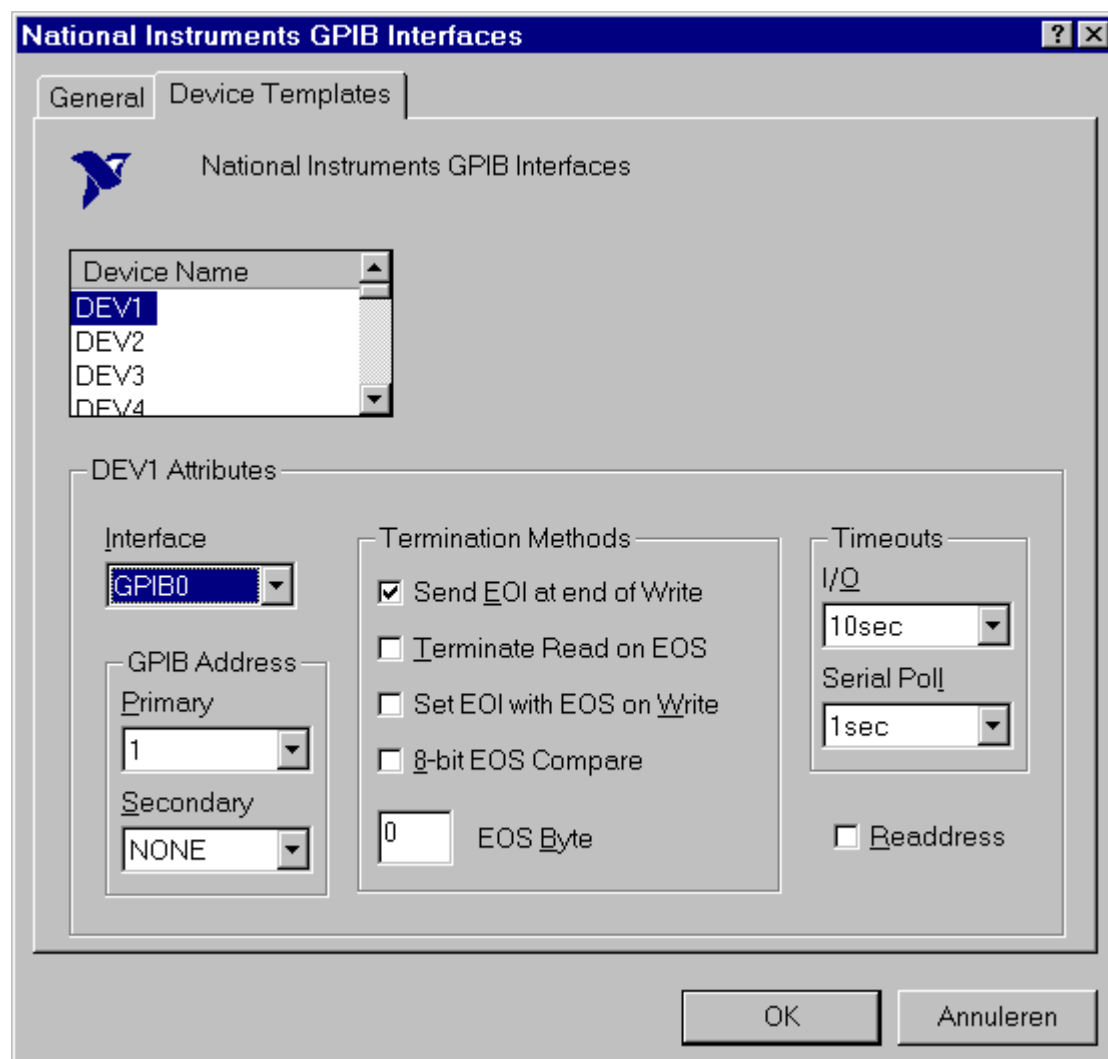 National Instruments GPIB Interfaces
General
Device Templates
National Instruments GPIB Interfaces
Device Name
DEV1
DEV2
DEV3
DEV4
DEV1 Attributes
Interface
GPIB0
GPIB Address
Primary
1
Secondary
NONE
Termination Methods
Send EOI at end of Write
Terminate Read on EOS
Set EOI with EOS on Write
8-bit EOS Compare
0 EOS Byte
Timeouts
I/O
10sec
Serial Poll
1sec
Readdress
OK
Annuleren